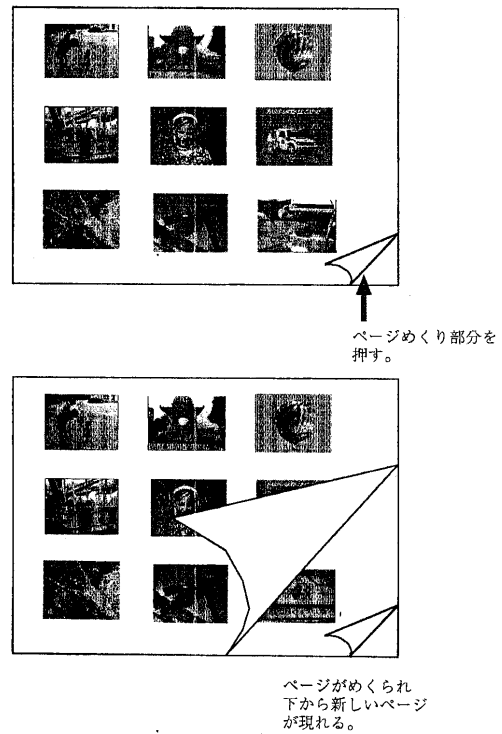 ページめくり部分を
押す。
ページがめくられ
下から新しいページ
が現れる。